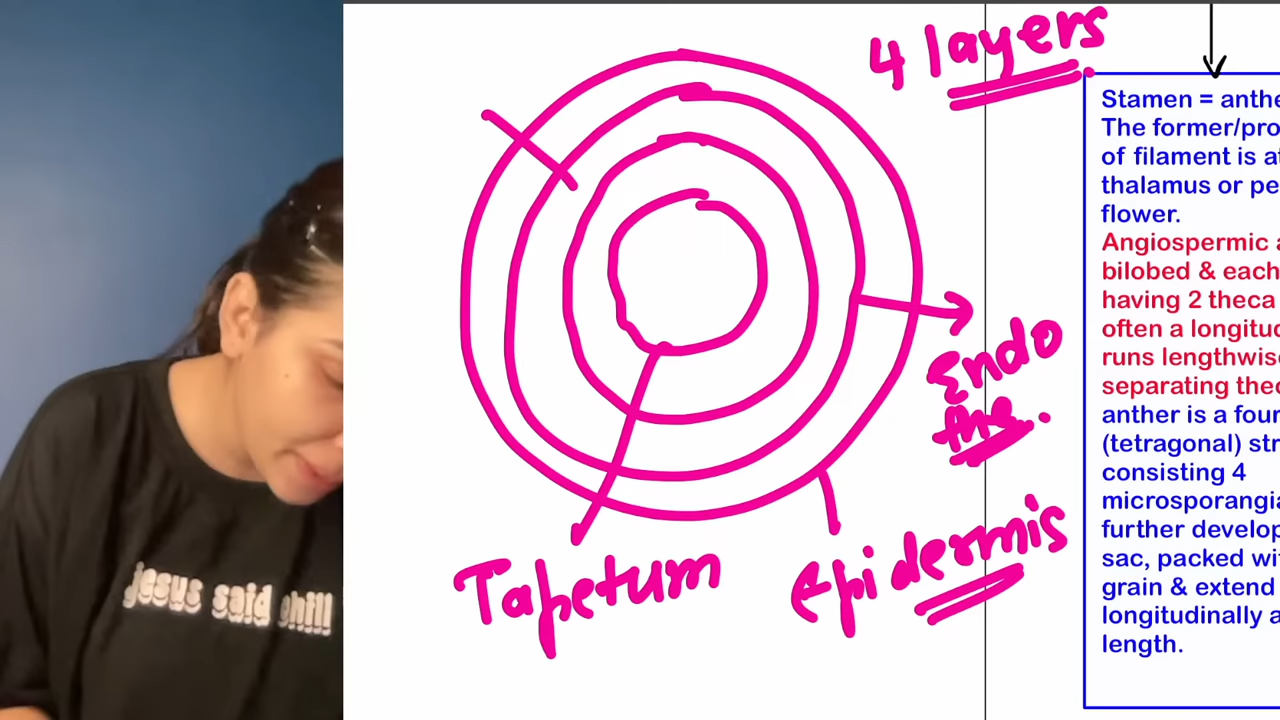 4 layers
Endo
the.
Tapetum
epidermis
jesus said chill
Stamen = anthe
The former/pro
of filament is a
thalamus or pe
flower.
Angiospermic a
bilobed & each
having 2 theca
often a longitud
runs lengthwise
separating thec
anther is a four
(tetragonal) str
consisting 4
microsporangia
further develop
sac, packed wi
grain & extend
longitudinally a
length.